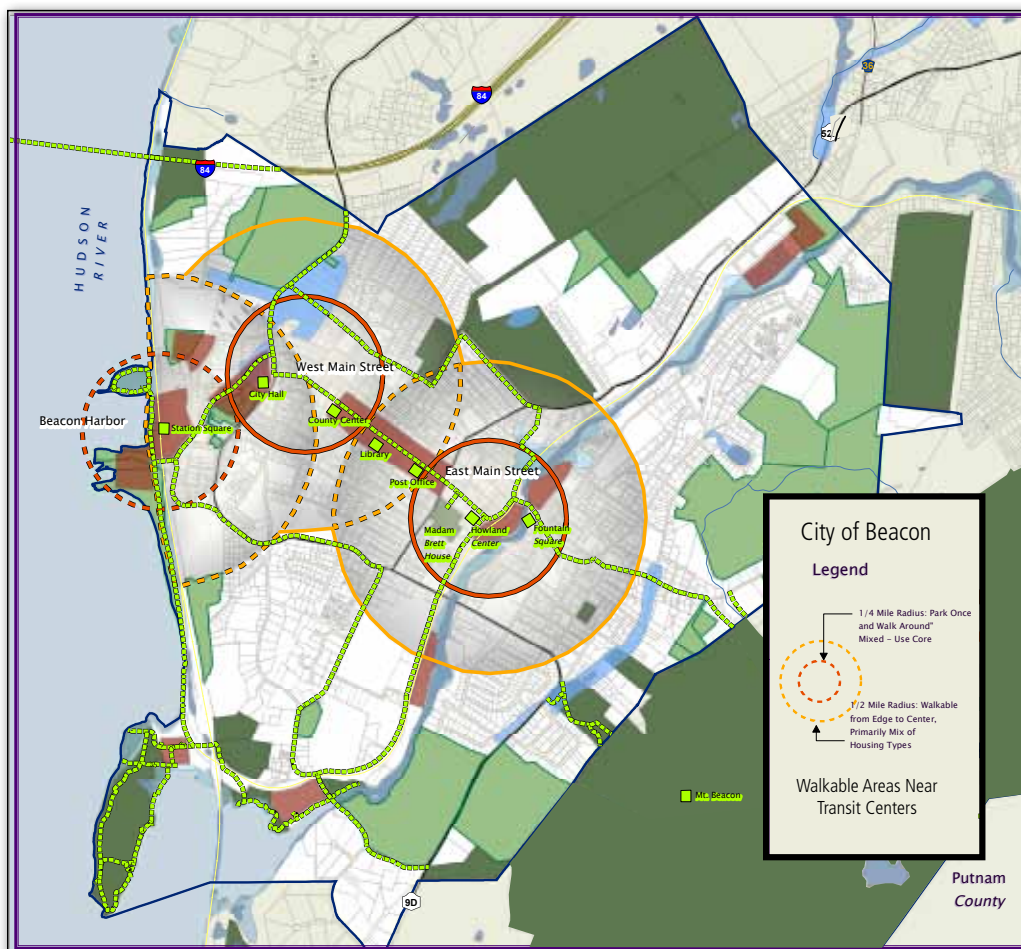 36
84
52
84
HUDSON
RIVER
West Main Street
City Hall
Beacon Harbor
County Center
Station Square
Library
East Main Street
Post Office
Madam
Brett
House
Howland
Center
Fountain
Square
City of Beacon
Legend
1/4 Mile Radius: Park Once
and Walk Around"
Mixed – Use Core
1/2 Mile Radius: Walkable
from Edge to Center,
Primarily Mix of
Housing Types
Walkable Areas Near
Transit Centers
Mt. Beacon
Putnam
County
9D